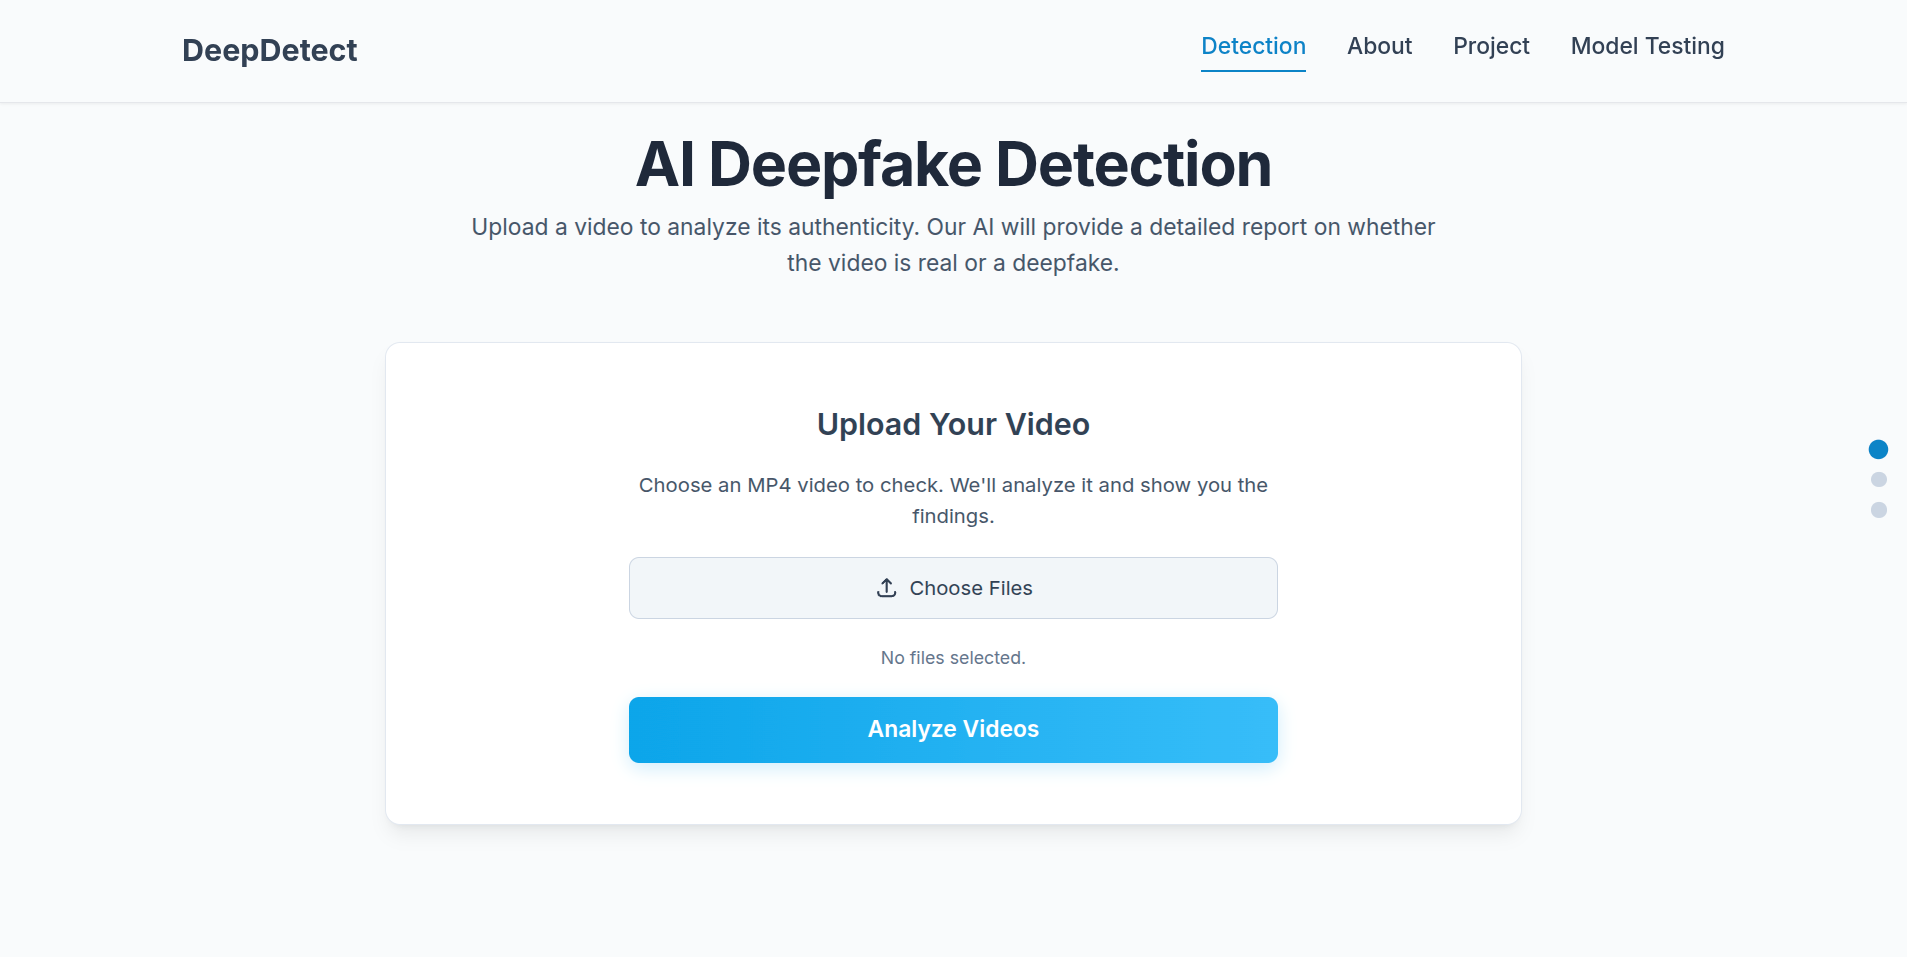 DeepDetect
Detection
About
Project
Model Testing
AI Deepfake Detection
Upload a video to analyze its authenticity. Our AI will provide a detailed report on whether
the video is real or a deepfake.
Upload Your Video
Choose an MP4 video to check. We'll analyze it and show you the
findings.
Choose Files
No files selected.
Analyze Videos